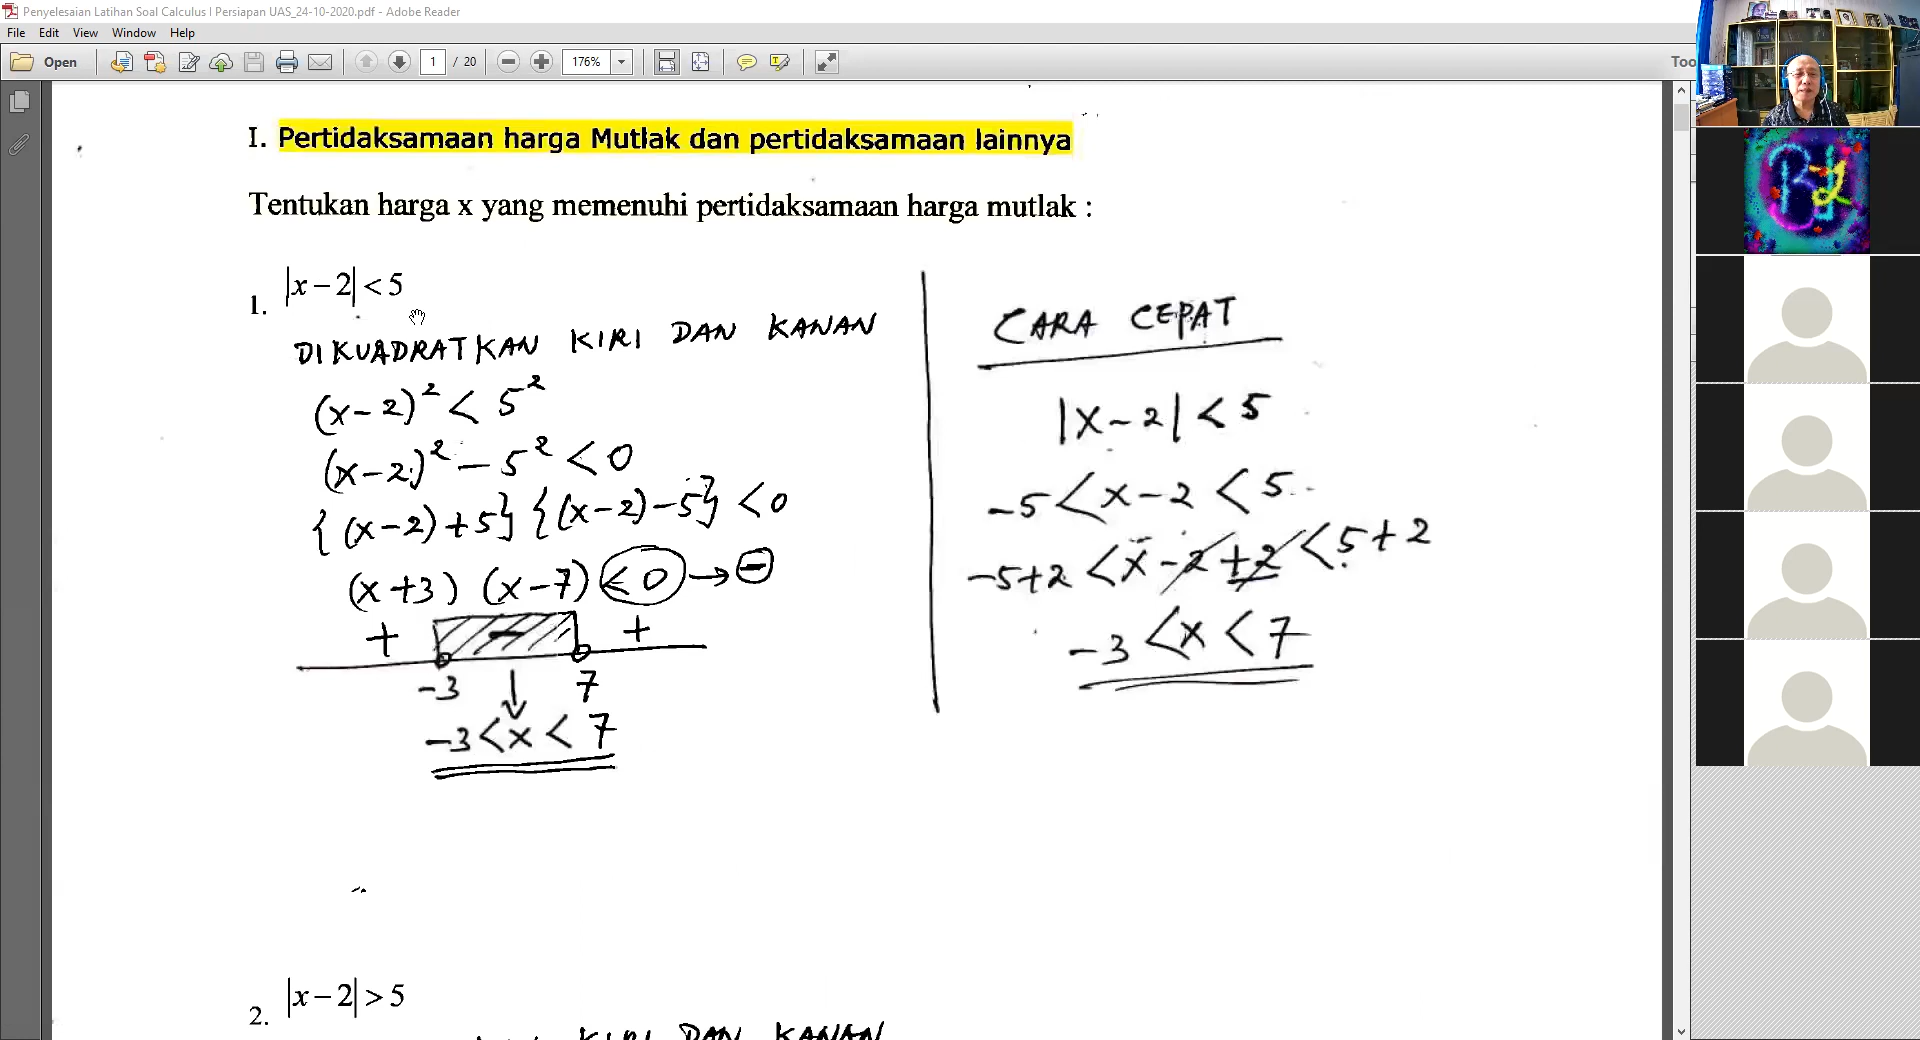 Penyelesaian Latihan Soal Calculus I Persiapan UAS_24-10-2020.pdf - Adobe Reader
File Edit View Window Help
Open 1 / 20 176% Too
I. Pertidaksamaan harga Mutlak dan pertidaksamaan lainnya
Tentukan harga x yang memenuhi pertidaksamaan harga mutlak :
1. |x − 2| < 5
DIKUADRATKAN KIRI DAN KANAN
(x−2)² < 5²
(x−2)² − 5² < 0
{(x−2)+5} {(x−2)−5} < 0
(x+3) (x−7) < 0 → −
+ − +
−3 7
−3 < x < 7
CARA CEPAT
|x−2| < 5
−5 < x−2 < 5
−5+2 < x−2+2 < 5+2
−3 < x < 7
2. |x − 2| > 5
KIRI DAN KANAN